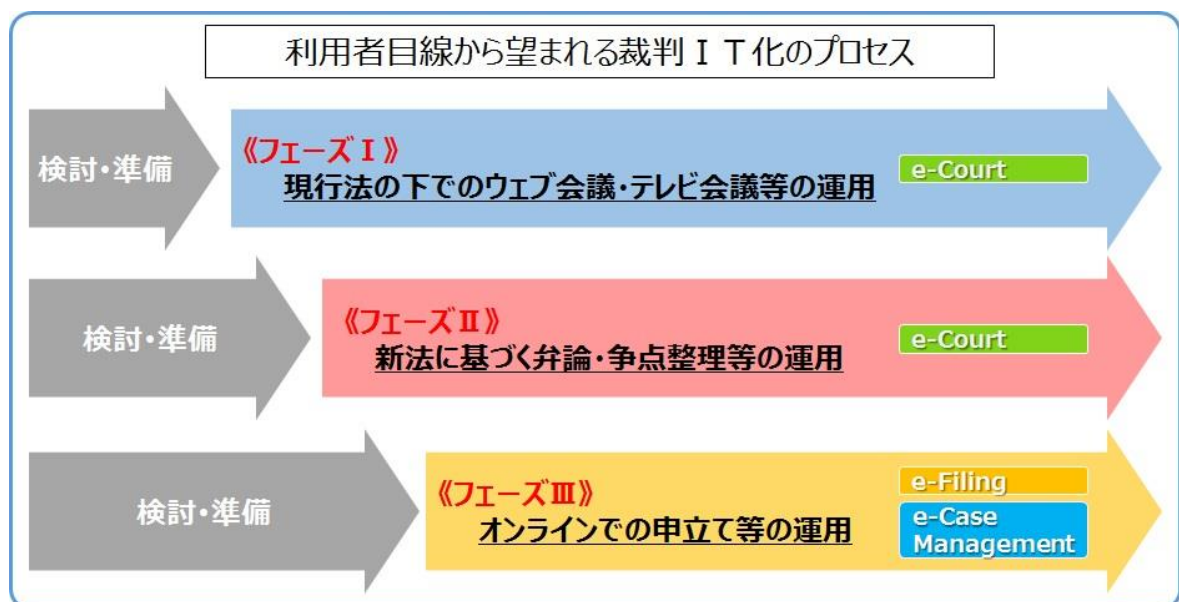 利用者目線から望まれる裁判ＩＴ化のプロセス
検討・準備
《フェーズⅠ》
現行法の下でのウェブ会議・テレビ会議等の運用
e-Court
検討・準備
《フェーズⅡ》
新法に基づく弁論・争点整理等の運用
e-Court
検討・準備
《フェーズⅢ》
オンラインでの申立て等の運用
e-Filing
e-Case
Management